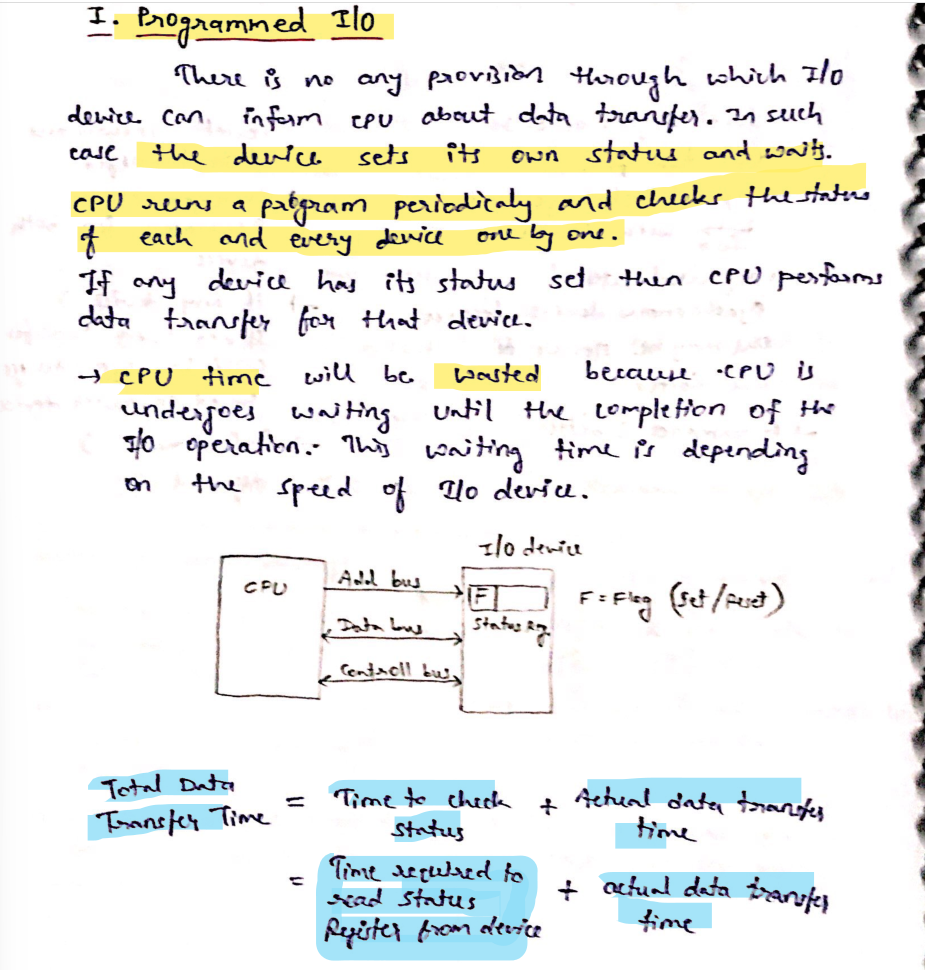 I. Programmed I/O
There is no any provision through which I/O
device can inform CPU about data transfer. In such
case the device sets its own status and waits.
CPU runs a program periodicaly and checks the status
of each and every device one by one.
If any device has its status set then CPU performs
data transfer for that device.
→ CPU time will be wasted because CPU is
undergoes waiting until the completion of the
I/O operation. This waiting time is depending
on the speed of I/O device.
I/O device
CPU
Add bus
F
F = Flag (Set/Reset)
Data bus
Status Reg.
Controll bus
Total Data
Transfer Time = Time to check status + Actual data transfer time
= Time required to read status Register from device + actual data transfer time